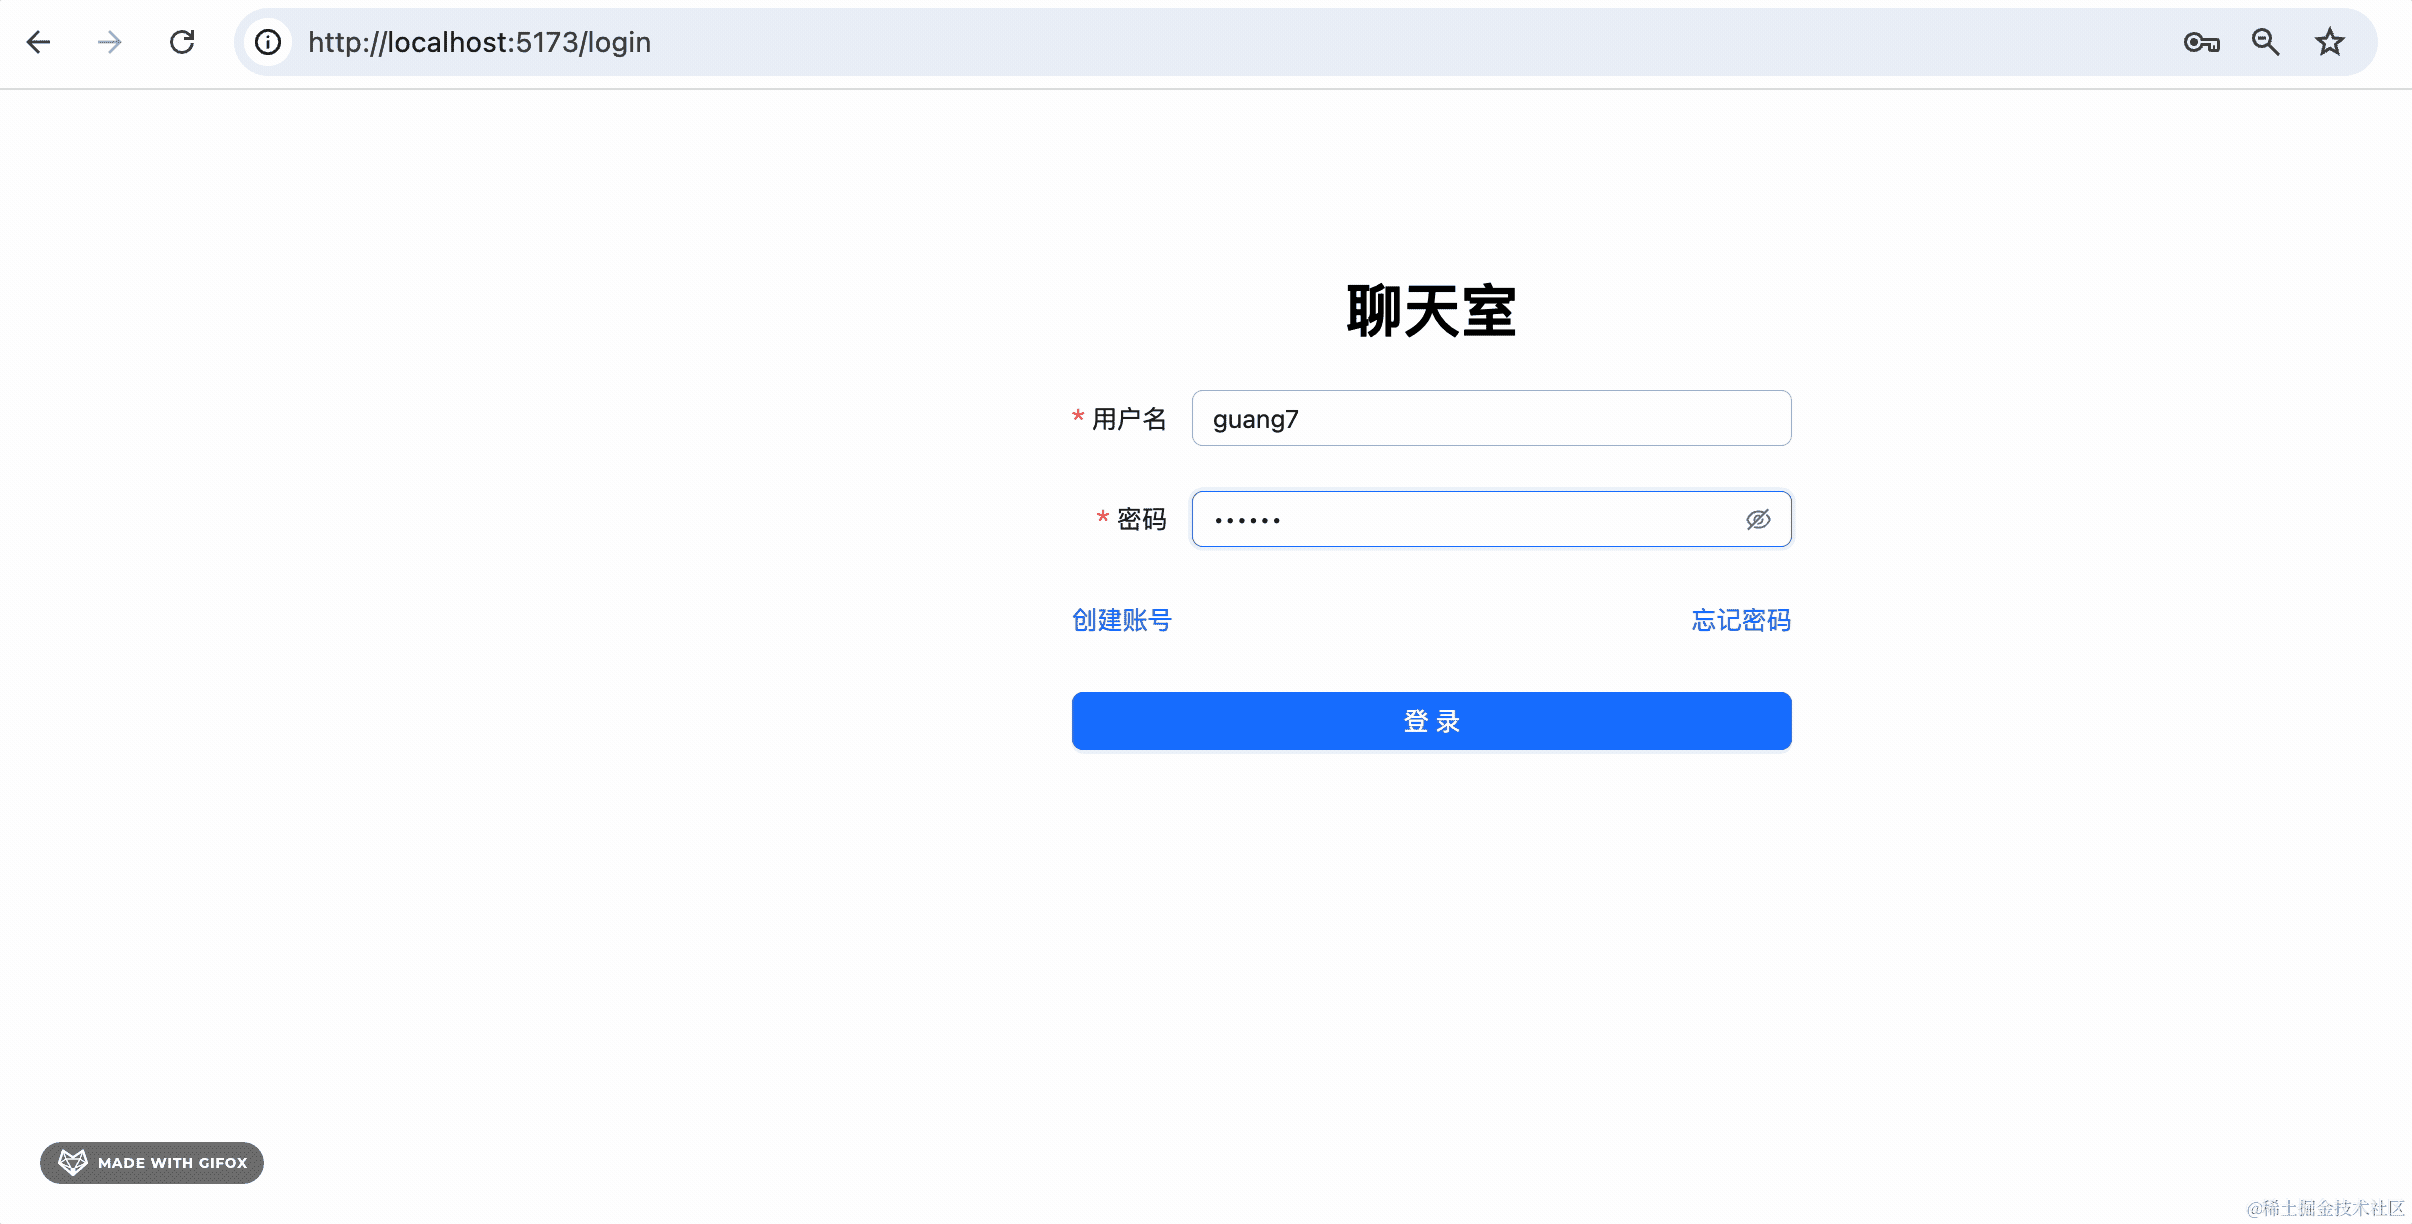 http://localhost:5173/login
聊天室
* 用户名
guang7
* 密码
••••••
创建账号
忘记密码
登 录
MADE WITH GIFOX
@稀土掘金技术社区